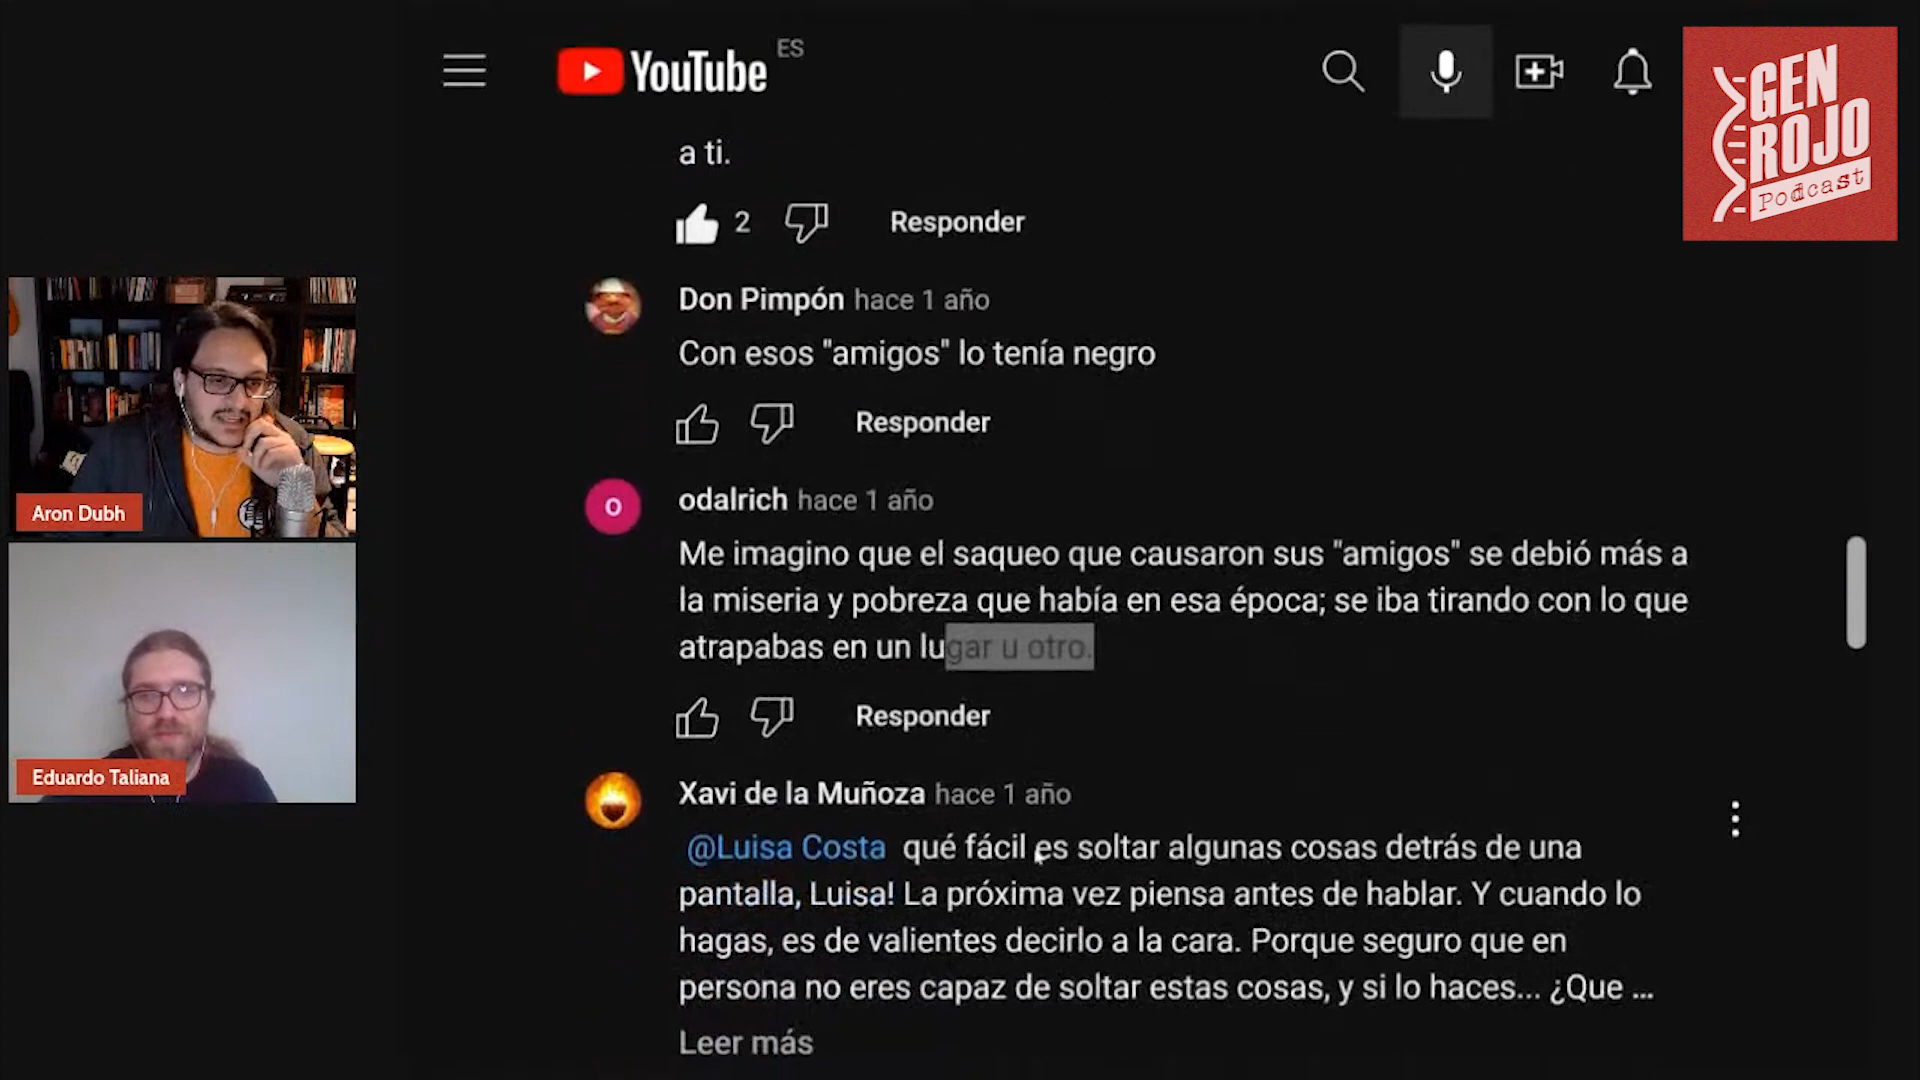 YouTube
ES
GEN
ROJO
Podcast
a ti.
2
Responder
Don Pimpón hace 1 año
Con esos "amigos" lo tenía negro
Responder
O
odalrich hace 1 año
Me imagino que el saqueo que causaron sus "amigos" se debió más a
la miseria y pobreza que había en esa época; se iba tirando con lo que
atrapabas en un lugar u otro.
Responder
Xavi de la Muñoza hace 1 año
@Luisa Costa qué fácil es soltar algunas cosas detrás de una
pantalla, Luisa! La próxima vez piensa antes de hablar. Y cuando lo
hagas, es de valientes decirlo a la cara. Porque seguro que en
persona no eres capaz de soltar estas cosas, y si lo haces... ¿Que ...
Leer más
Aron Dubh
Eduardo Taliana